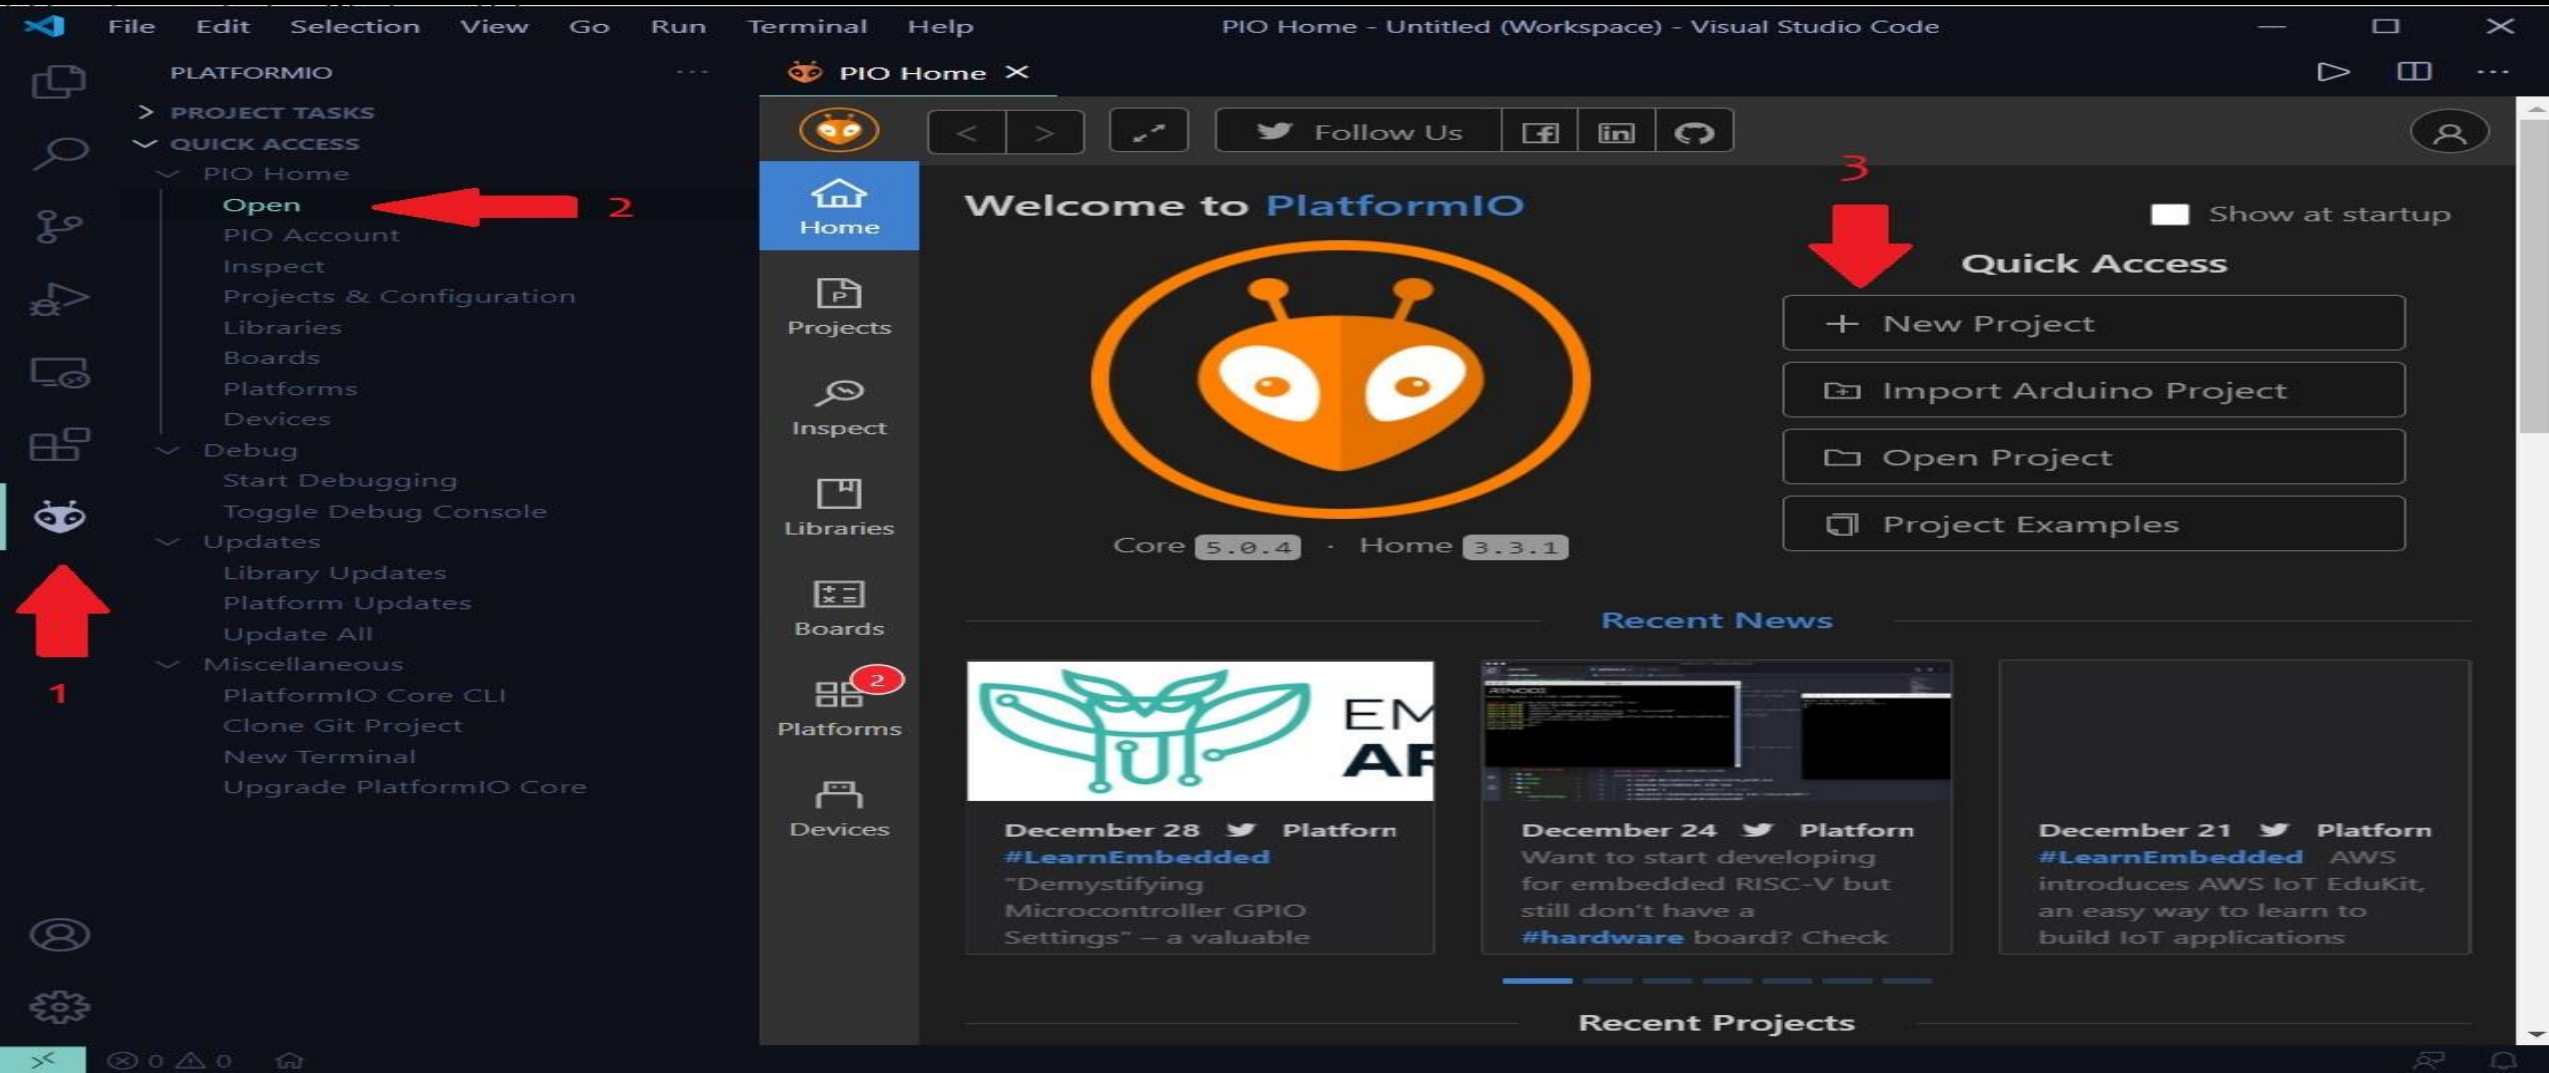 File Edit Selection View Go Run Terminal Help PIO Home - Untitled (Workspace) - Visual Studio Code
PLATFORMIO
PIO Home
PROJECT TASKS
QUICK ACCESS
PIO Home
Open
2
PIO Account
Inspect
Projects & Configuration
Libraries
Boards
Platforms
Devices
Debug
Start Debugging
Toggle Debug Console
Updates
Library Updates
Platform Updates
Update All
Miscellaneous
PlatformIO Core CLI
Clone Git Project
New Terminal
Upgrade PlatformIO Core
1
0 0
Follow Us
Home
Projects
Inspect
Libraries
Boards
2
Platforms
Devices
Welcome to PlatformIO
Core 5.0.4 · Home 3.3.1
3
Show at startup
Quick Access
New Project
Import Arduino Project
Open Project
Project Examples
Recent News
EM
AR
December 28 Platforn
#LearnEmbedded
"Demystifying
Microcontroller GPIO
Settings" – a valuable
December 24 Platforn
Want to start developing
for embedded RISC-V but
still don't have a
#hardware board? Check
December 21 Platforn
#LearnEmbedded AWS
introduces AWS IoT EduKit,
an easy way to learn to
build IoT applications
Recent Projects